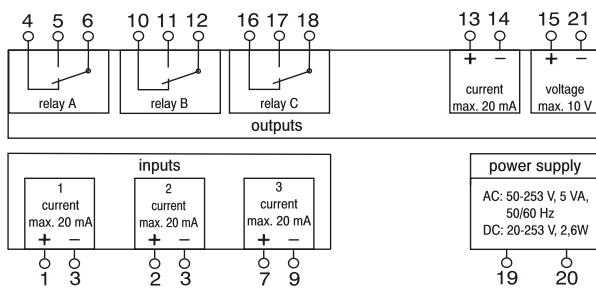 4 5 6 10 11 12 16 17 18 13 14 15 21
+ − + −
relay A relay B relay C
current
max. 20 mA
voltage
max. 10 V
outputs
inputs
1
current
max. 20 mA
+ −
2
current
max. 20 mA
+ −
3
current
max. 20 mA
+ −
1 3 2 3 7 9
power supply
AC: 50-253 V, 5 VA,
50/60 Hz
DC: 20-253 V, 2,6W
19 20